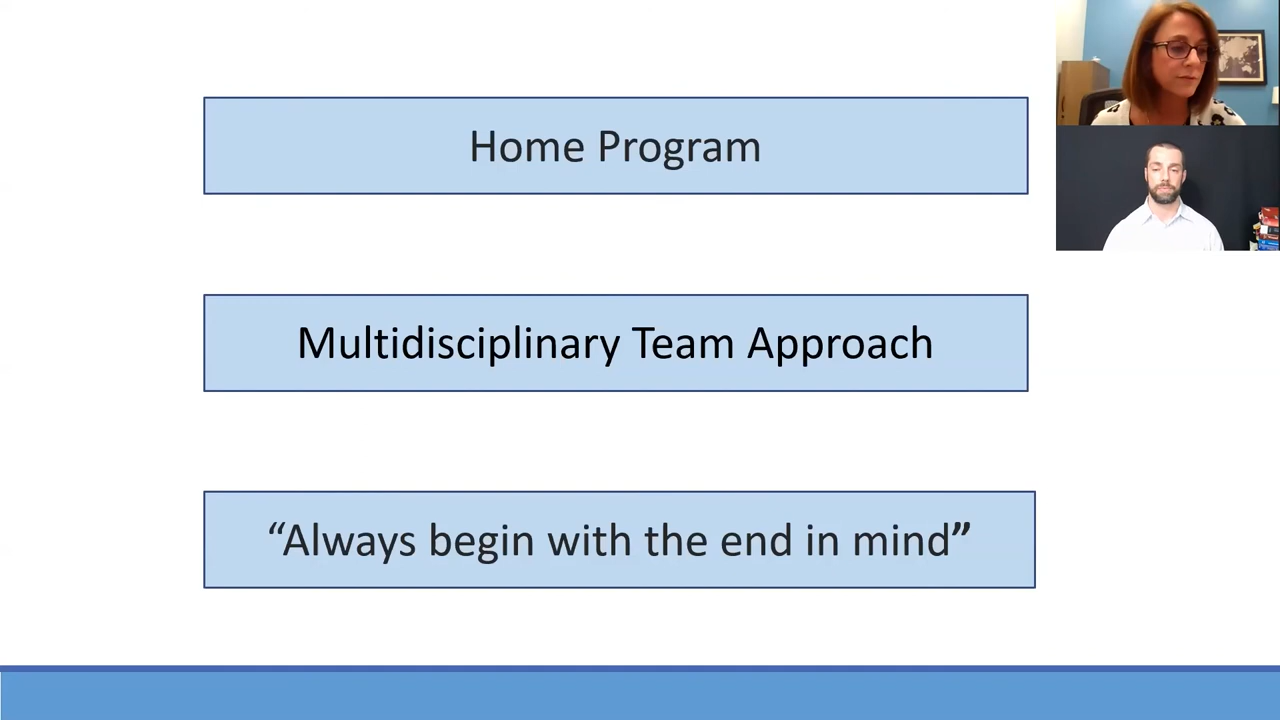 Home Program
Multidisciplinary Team Approach
“Always begin with the end in mind”